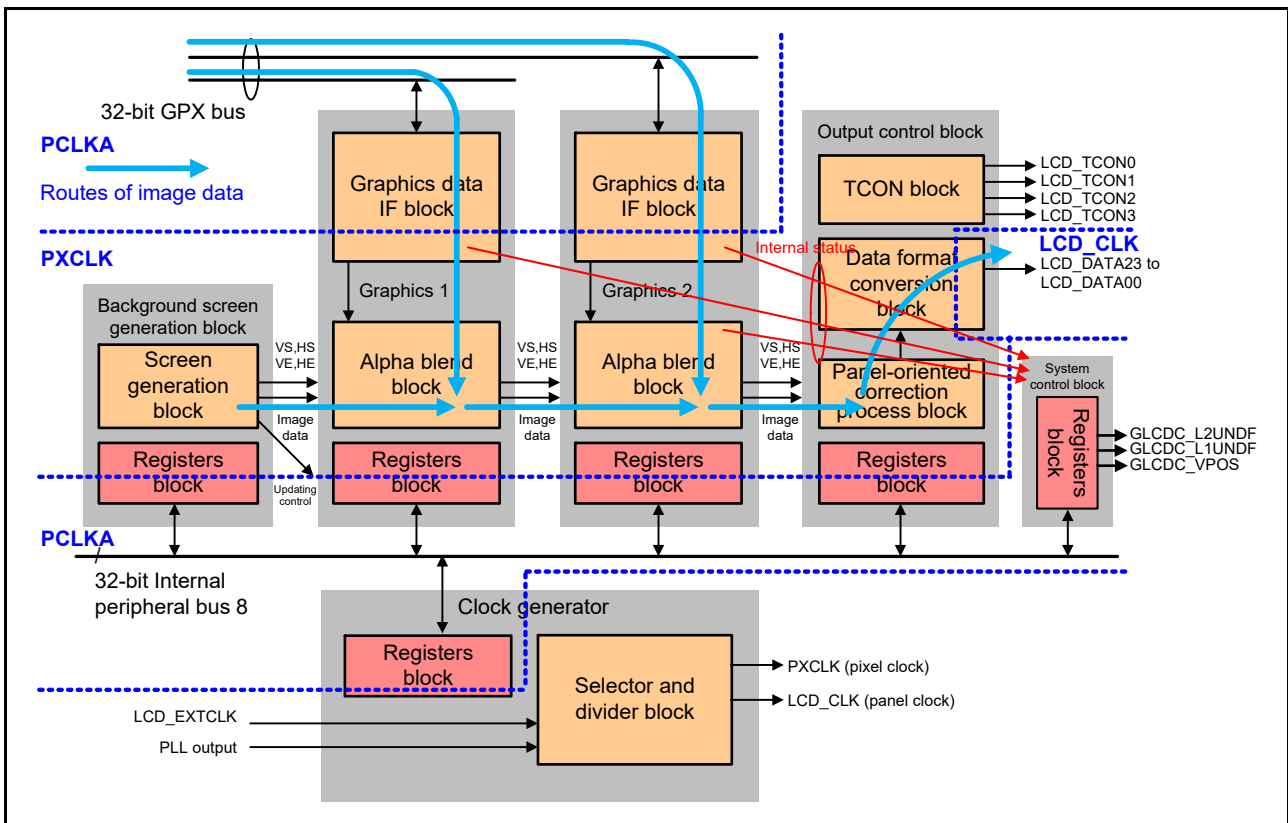 32-bit GPX bus
PCLKA
Routes of image data
PXCLK
Background screen
generation block
Screen
generation
block
Registers
block
VS,HS
VE,HE
Image
data
Updating
control
Graphics data
IF block
Graphics 1
Alpha blend
block
Registers
block
VS,HS
VE,HE
Image
data
Graphics data
IF block
Graphics 2
Alpha blend
block
Registers
block
VS,HS
VE,HE
Image
data
Output control block
TCON block
LCD_TCON0
LCD_TCON1
LCD_TCON2
LCD_TCON3
Internal status
Data format
conversion
block
LCD_CLK
LCD_DATA23 to
LCD_DATA00
Panel-oriented
correction
process block
Registers
block
System
control block
Registers
block
GLCDC_L2UNDF
GLCDC_L1UNDF
GLCDC_VPOS
PCLKA
32-bit Internal
peripheral bus 8
Clock generator
Registers
block
Selector and
divider block
LCD_EXTCLK
PLL output
PXCLK (pixel clock)
LCD_CLK (panel clock)